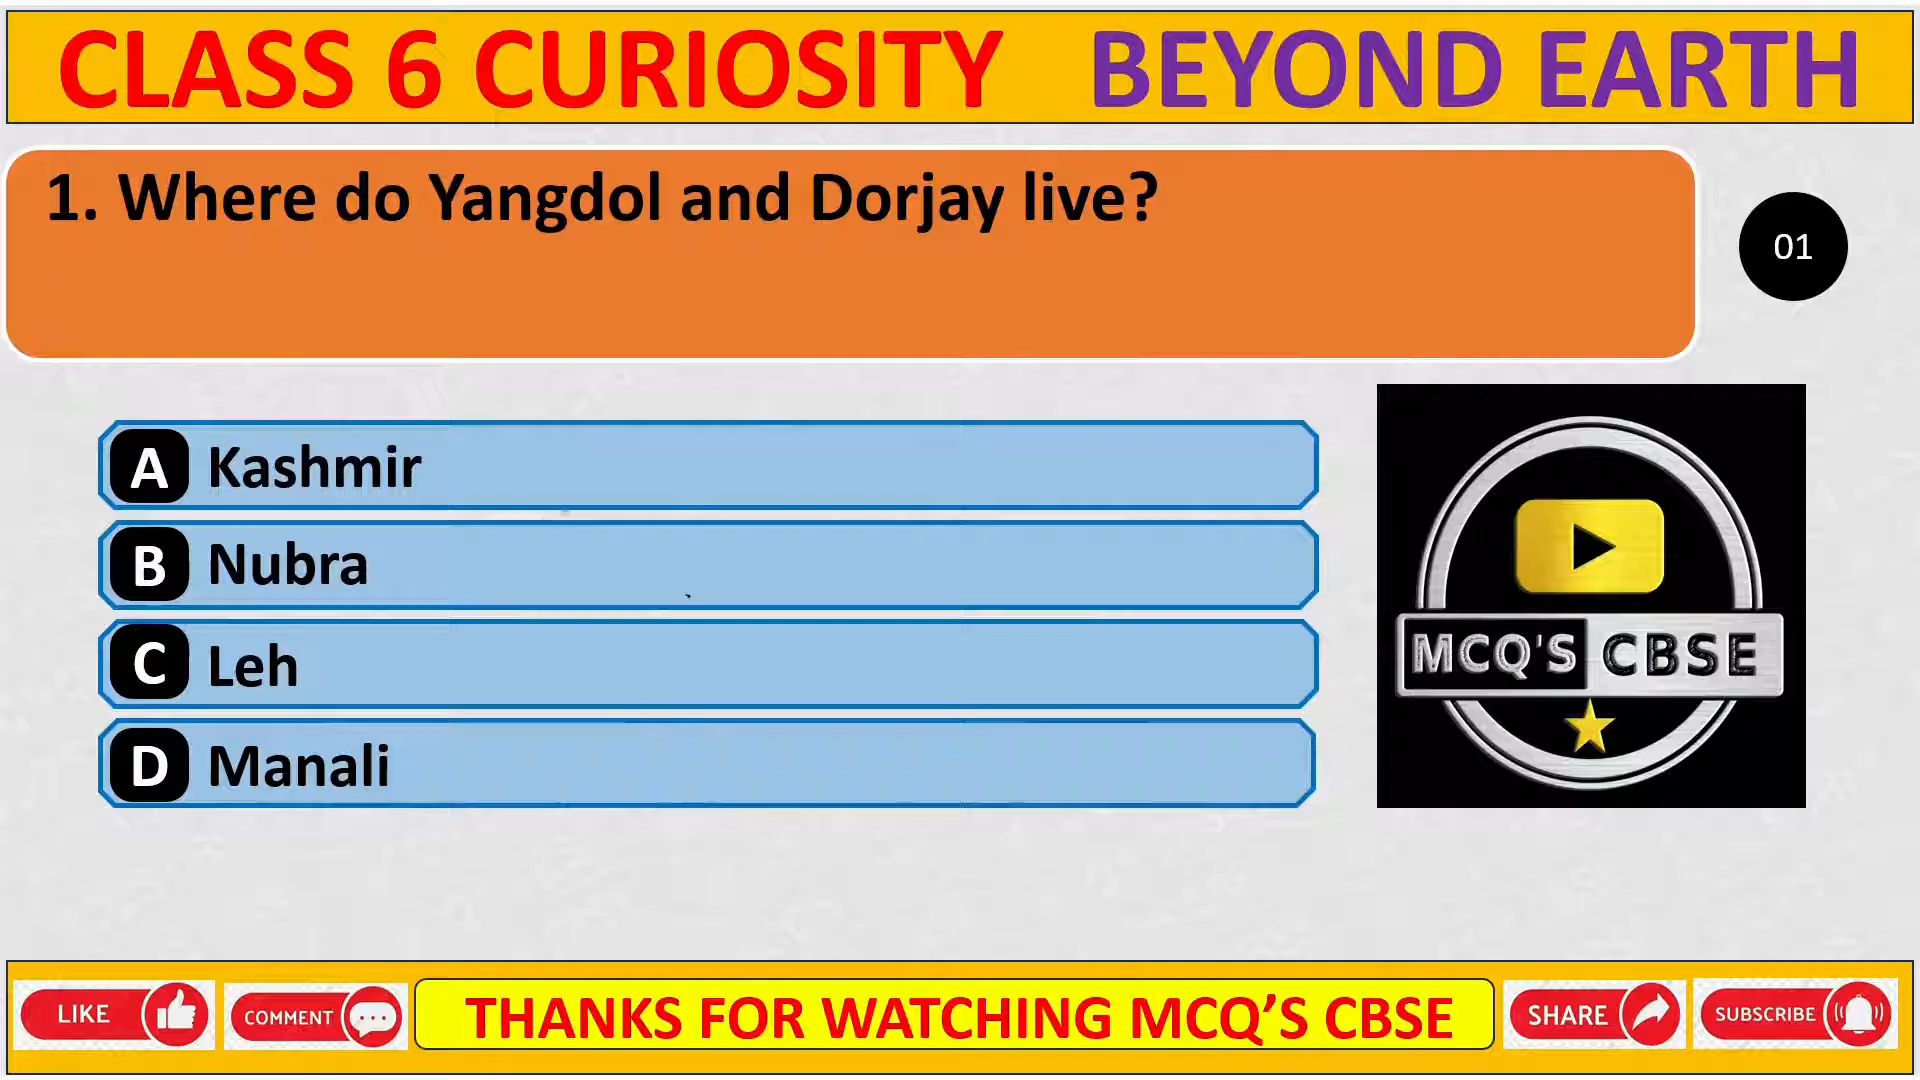 CLASS 6 CURIOSITY BEYOND EARTH
1. Where do Yangdol and Dorjay live?
01
A Kashmir
B Nubra
C Leh
D Manali
MCQ'S CBSE
LIKE
COMMENT
THANKS FOR WATCHING MCQ’S CBSE
SHARE
SUBSCRIBE